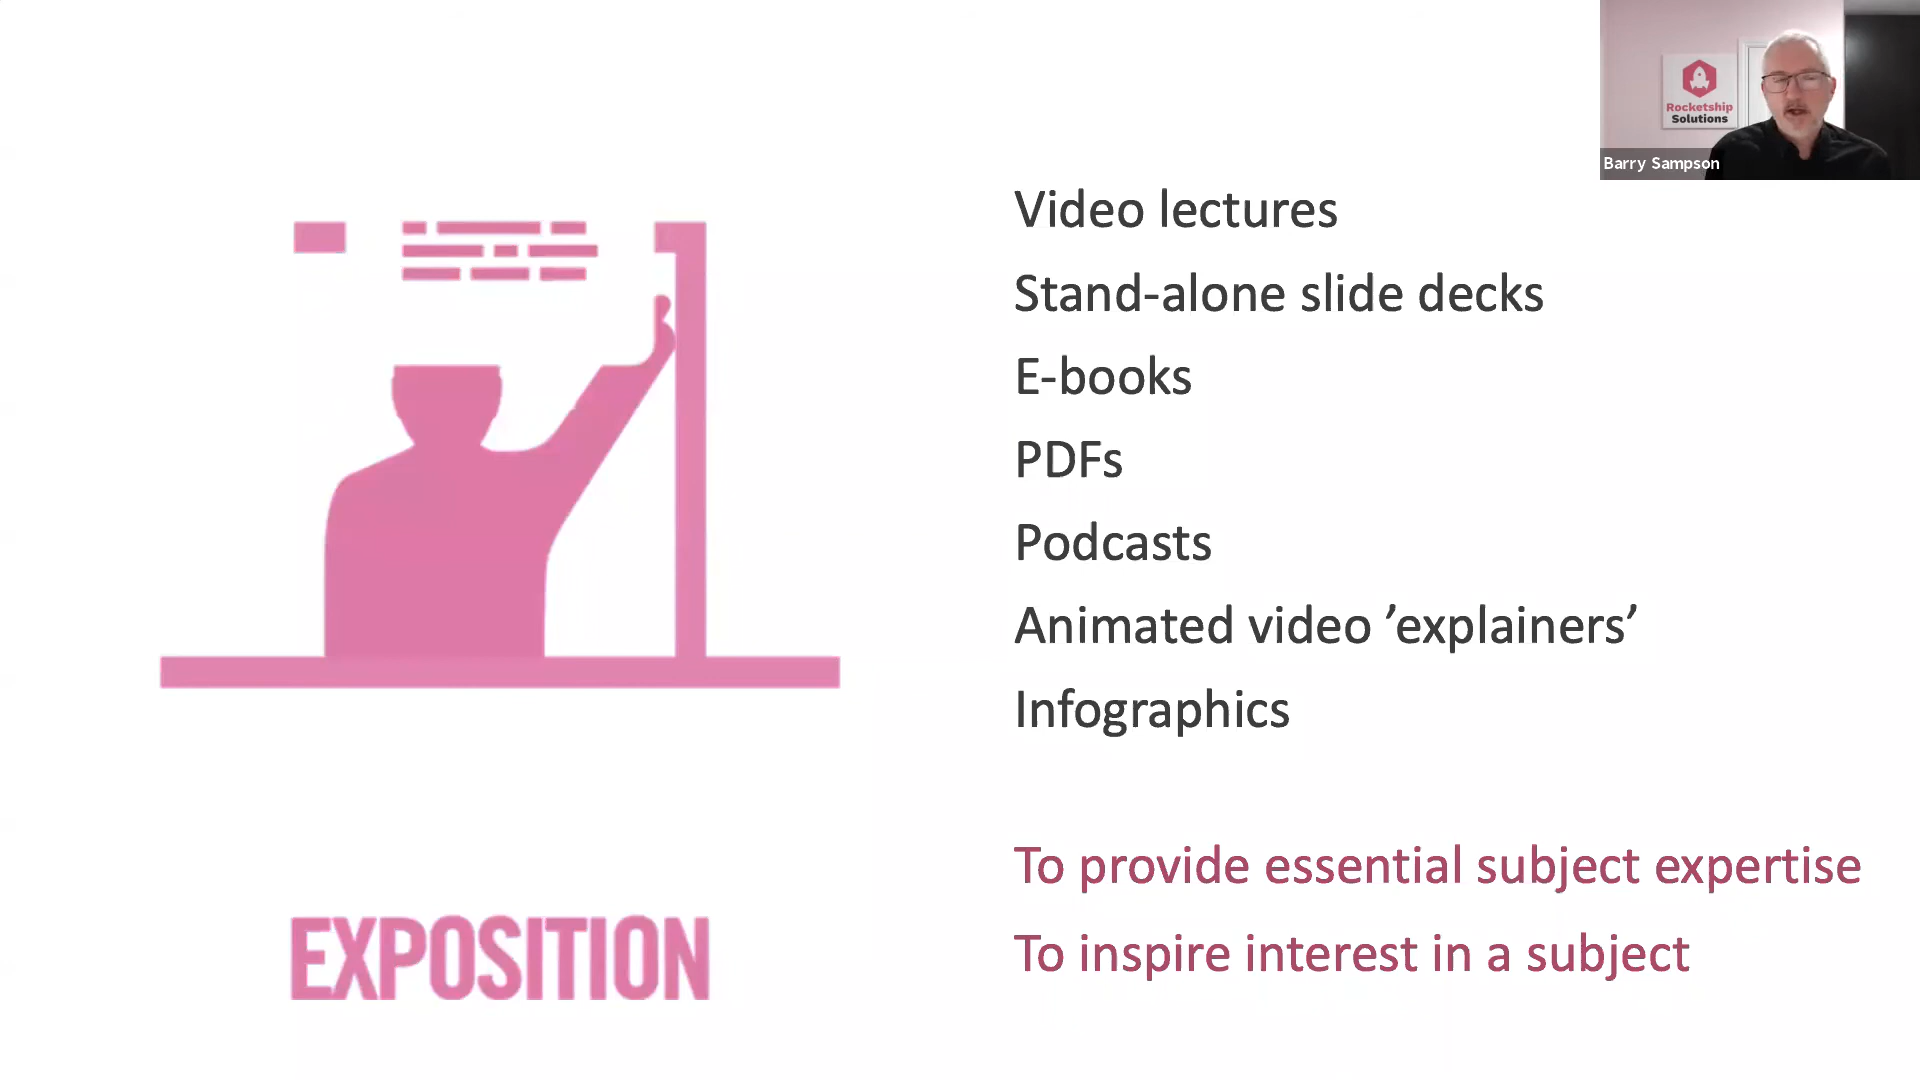 Rocketship
Solutions
Barry Sampson
Video lectures
Stand-alone slide decks
E-books
PDFs
Podcasts
Animated video ’explainers’
Infographics
To provide essential subject expertise
To inspire interest in a subject
EXPOSITION